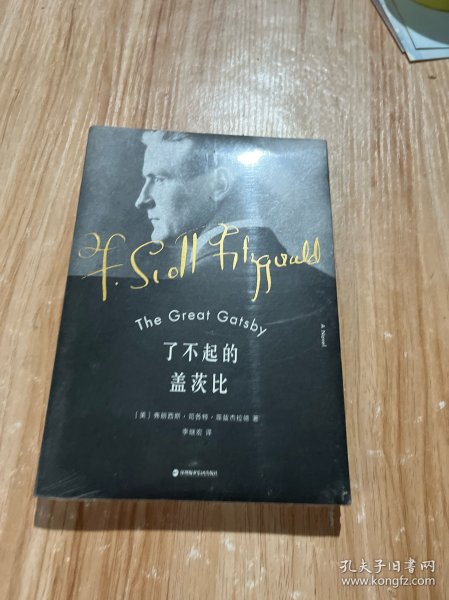 F. Scott Fitzgerald
The Great Gatsby
A Novel
了不起的
盖茨比
[美] 弗朗西斯·司各特·菲兹杰拉德 著
李继宏 译
孔夫子旧书网
www.kongfz.com